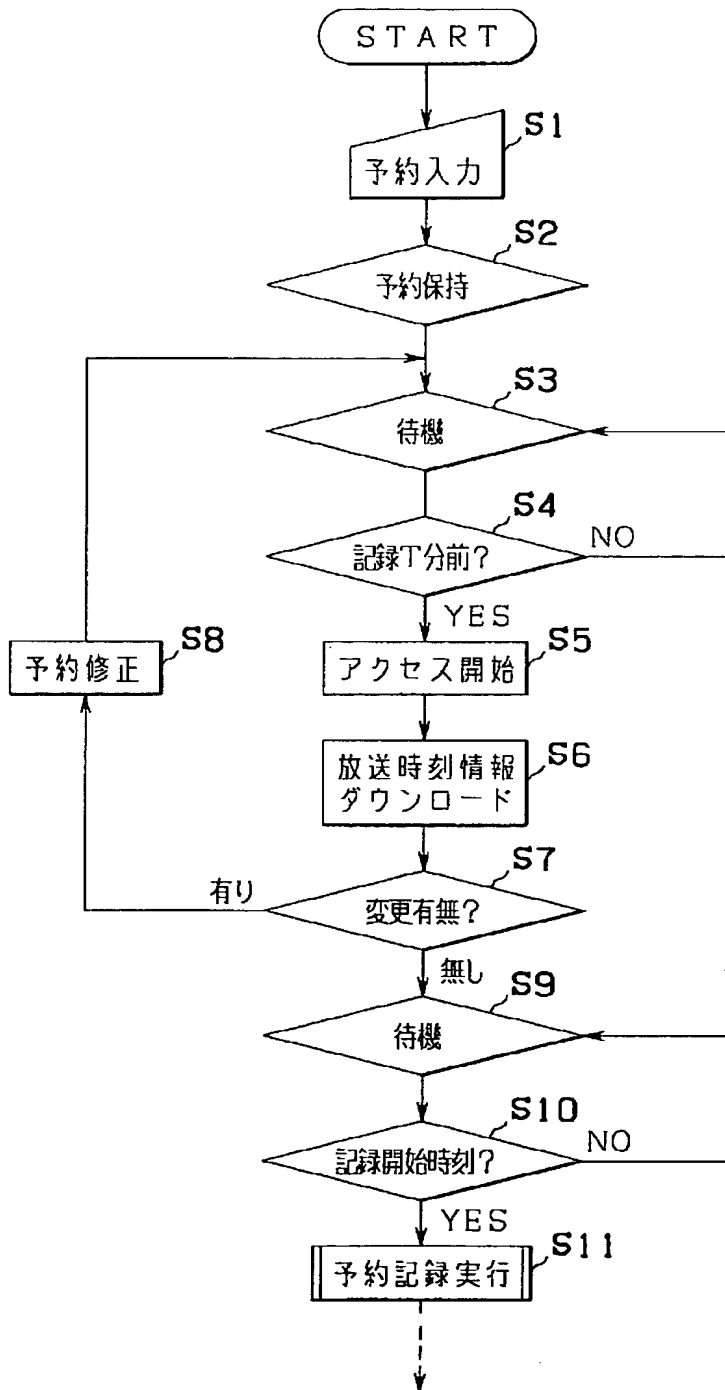 START
S1
予約入力
S2
予約保持
S3
待機
S4
記録T分前?
NO
YES
S5
アクセス開始
S8
予約修正
S6
放送時刻情報
ダウンロード
S7
変更有無?
有り
無し
S9
待機
S10
記録開始時刻?
NO
YES
S11
予約記録実行